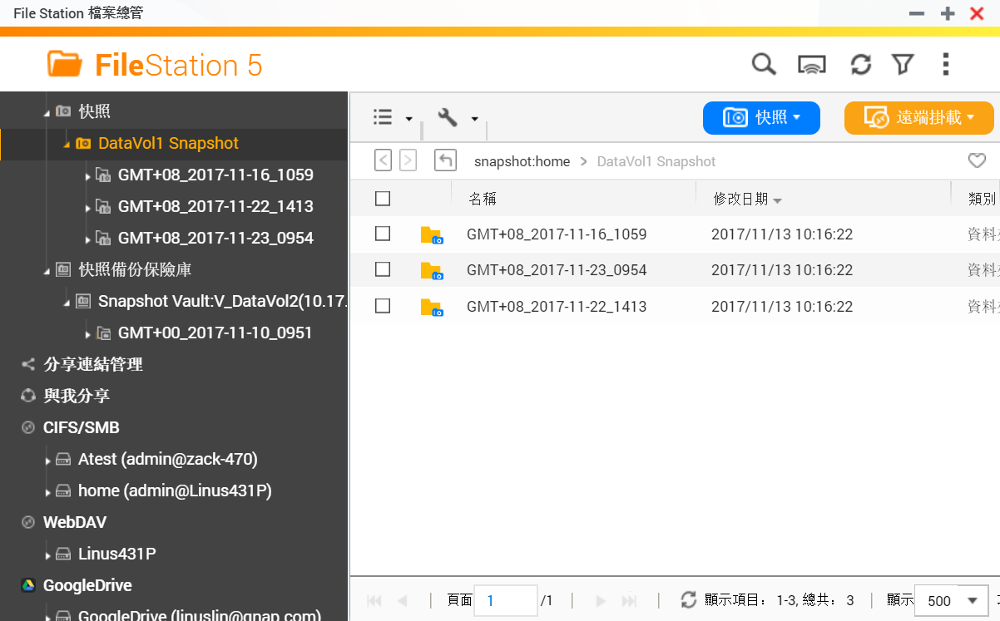 File Station 檔案總管
FileStation 5
快照
DataVol1 Snapshot
GMT+08_2017-11-16_1059
GMT+08_2017-11-22_1413
GMT+08_2017-11-23_0954
快照備份保險庫
Snapshot Vault:V_DataVol2(10.17.
GMT+00_2017-11-10_0951
分享連結管理
與我分享
CIFS/SMB
Atest (admin@zack-470)
home (admin@Linus431P)
WebDAV
Linus431P
GoogleDrive
GoogleDrive (linuslin@qnap.com)
快照 遠端掛載
snapshot:home > DataVol1 Snapshot
名稱 修改日期 類別
GMT+08_2017-11-16_1059 2017/11/13 10:16:22 資料
GMT+08_2017-11-23_0954 2017/11/13 10:16:22 資料
GMT+08_2017-11-22_1413 2017/11/13 10:16:22 資料
頁面 1 /1 顯示項目: 1-3, 總共: 3 顯示 500